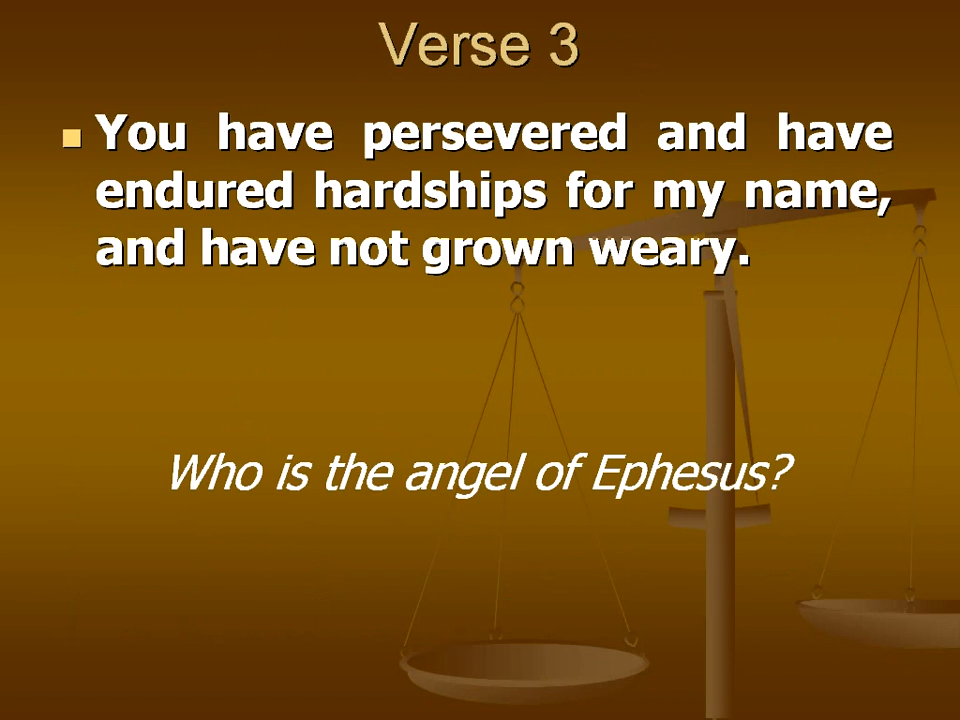 Verse 3
You have persevered and have
endured hardships for my name,
and have not grown weary.
Who is the angel of Ephesus?